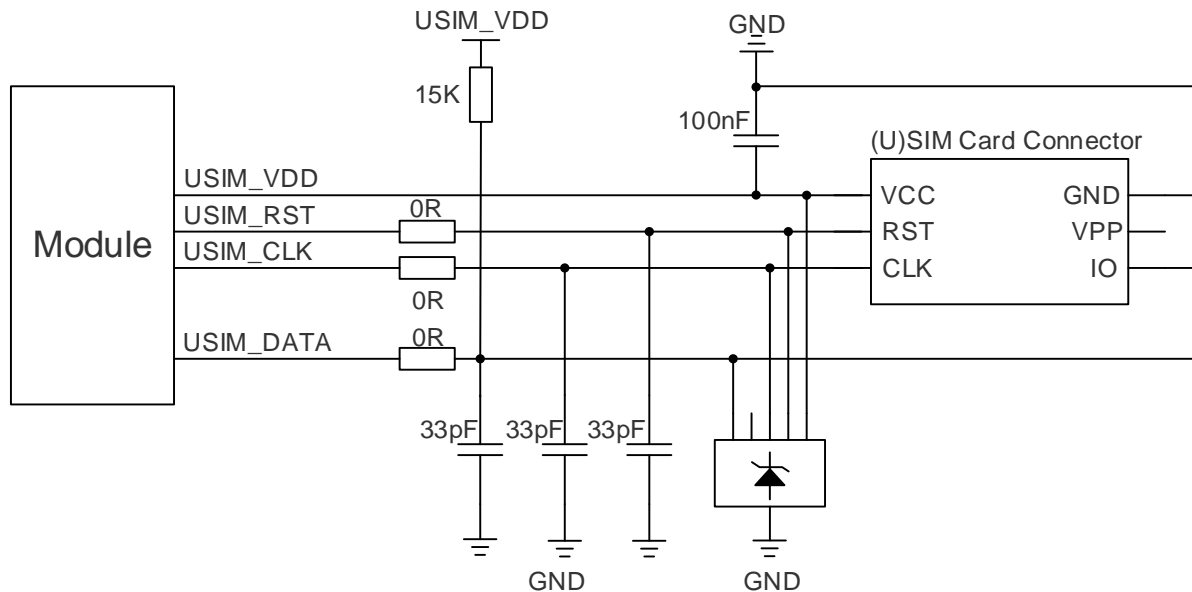 USIM_VDD
GND
15K
100nF
(U)SIM Card Connector
Module
USIM_VDD
USIM_RST
USIM_CLK
USIM_DATA
0R
0R
0R
VCC
RST
CLK
GND
VPP
IO
33pF
33pF
33pF
GND
GND